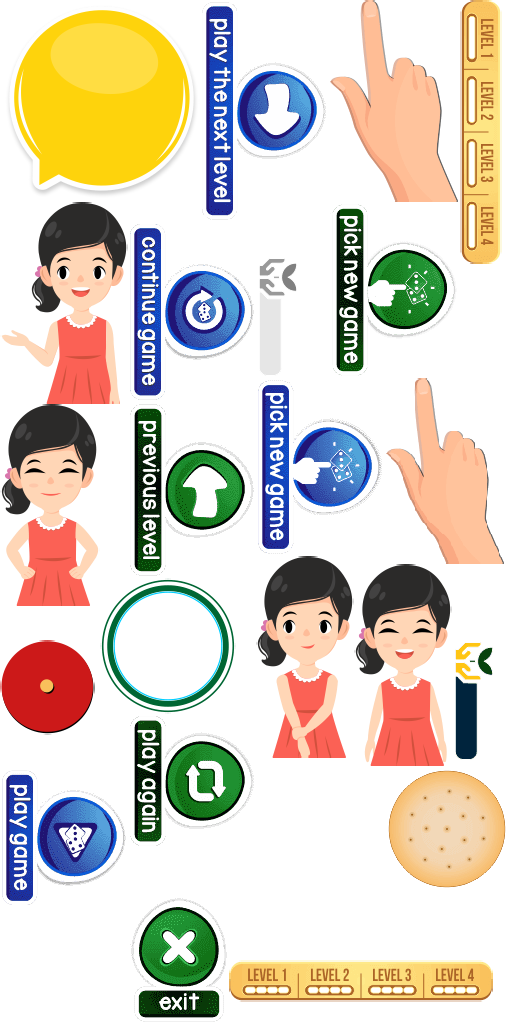 play the next level
LEVEL 1
LEVEL 2
LEVEL 3
LEVEL 4
continue game
pick new game
previous level
pick new game
play again
play game
exit
LEVEL 1 LEVEL 2 LEVEL 3 LEVEL 4